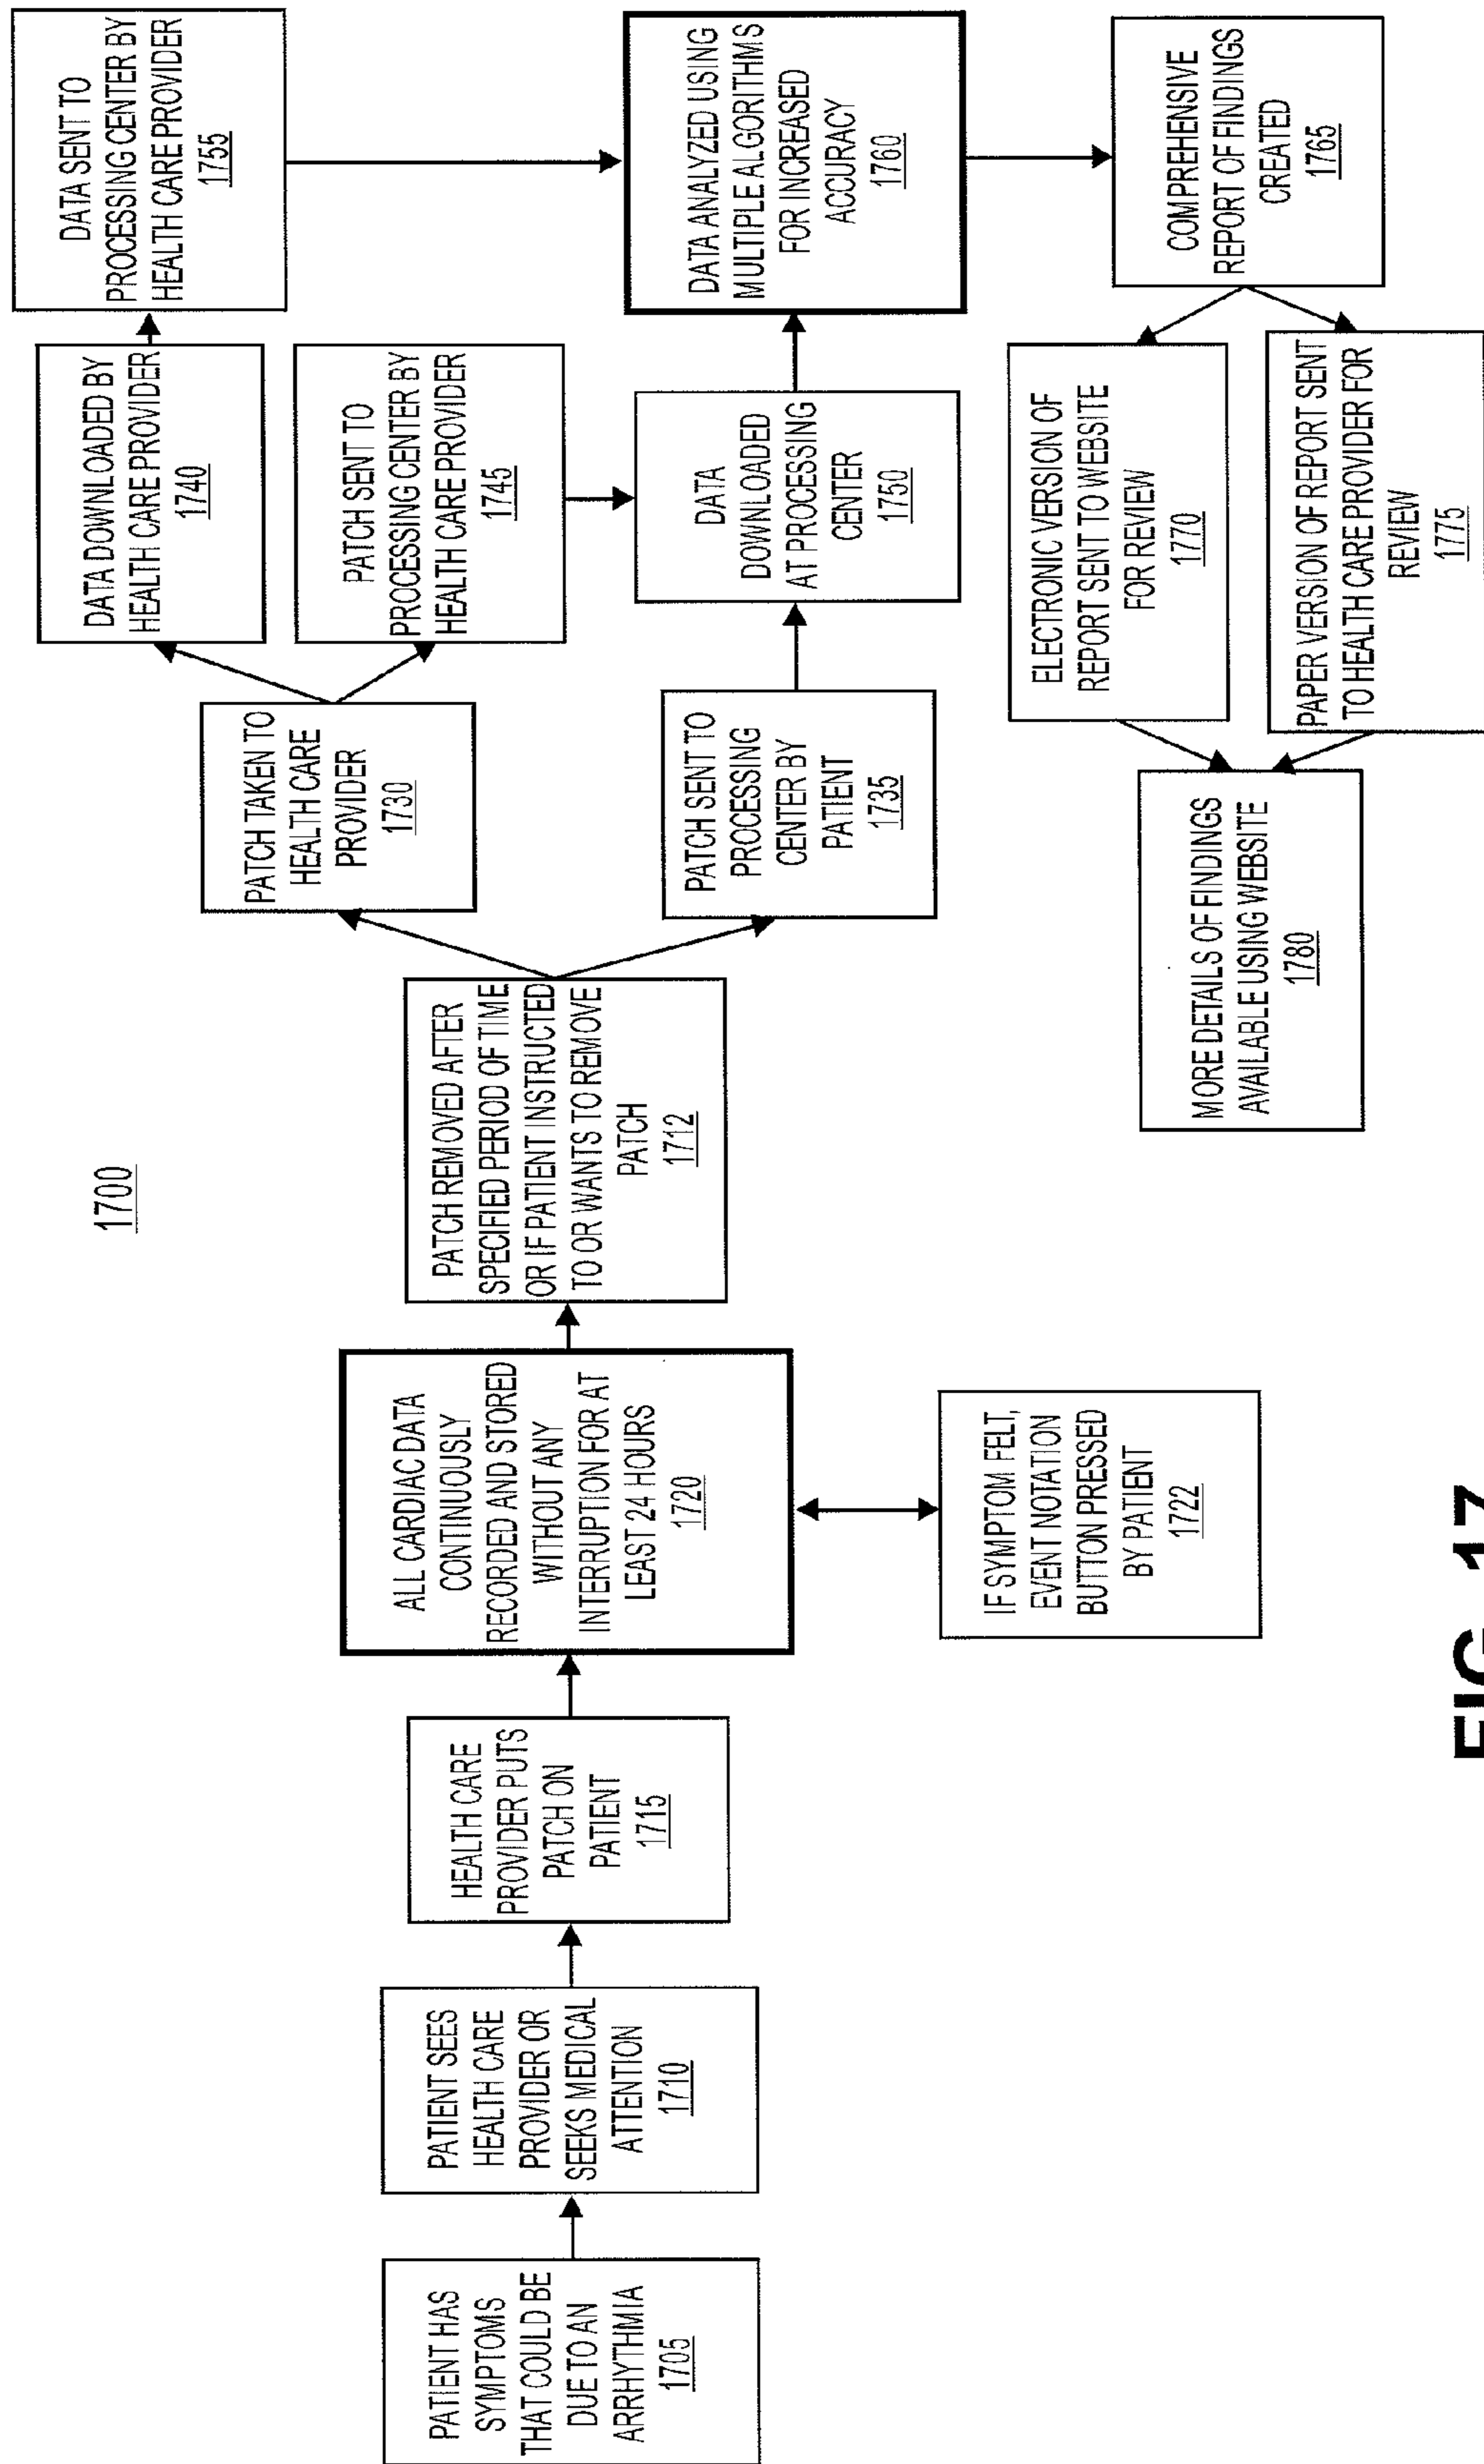 1700
PATIENT HAS
SYMPTOMS
THAT COULD BE
DUE TO AN
ARRHYTHMIA
1705
PATIENT SEES
HEALTH CARE
PROVIDER OR
SEEKS MEDICAL
ATTENTION
1710
HEALTH CARE
PROVIDER PUTS
PATCH ON
PATIENT
1715
ALL CARDIAC DATA
CONTINUOUSLY
RECORDED AND STORED
WITHOUT ANY
INTERRUPTION FOR AT
LEAST 24 HOURS
1720
IF SYMPTOM FELT,
EVENT NOTATION
BUTTON PRESSED
BY PATIENT
1722
PATCH REMOVED AFTER
SPECIFIED PERIOD OF TIME
OR IF PATIENT INSTRUCTED
TO OR WANTS TO REMOVE
PATCH
1712
PATCH TAKEN TO
HEALTH CARE
PROVIDER
1730
PATCH SENT TO
PROCESSING
CENTER BY
PATIENT
1735
DATA DOWNLOADED BY
HEALTH CARE PROVIDER
1740
PATCH SENT TO
PROCESSING CENTER BY
HEALTH CARE PROVIDER
1745
DATA
DOWNLOADED
AT PROCESSING
CENTER
1750
DATA SENT TO
PROCESSING CENTER BY
HEALTH CARE PROVIDER
1755
DATA ANALYZED USING
MULTIPLE ALGORITHMS
FOR INCREASED
ACCURACY
1760
COMPREHENSIVE
REPORT OF FINDINGS
CREATED
1765
ELECTRONIC VERSION OF
REPORT SENT TO WEBSITE
FOR REVIEW
1770
PAPER VERSION OF REPORT SENT
TO HEALTH CARE PROVIDER FOR
REVIEW
1775
MORE DETAILS OF FINDINGS
AVAILABLE USING WEBSITE
1780
FIG. 17